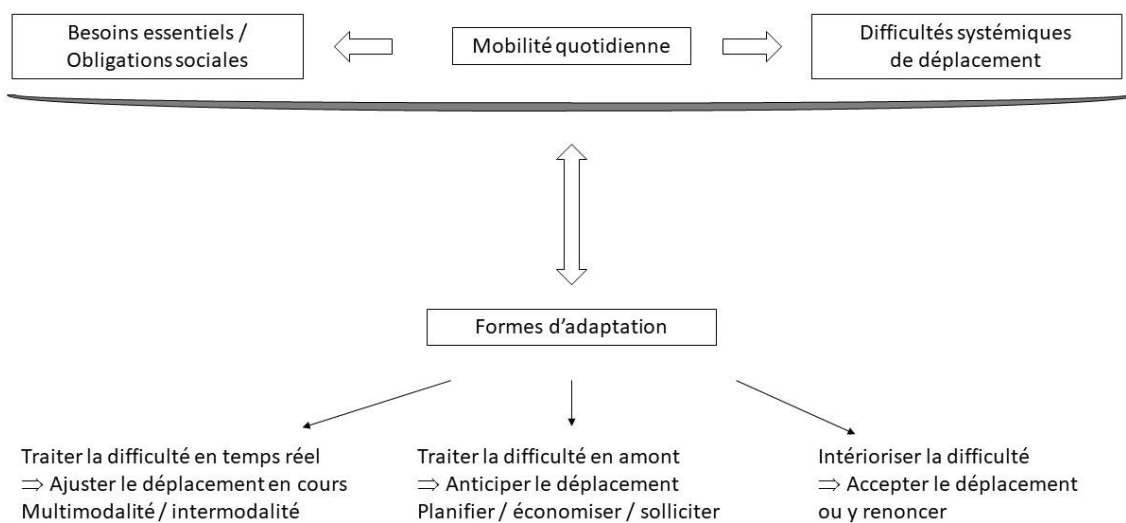 Besoins essentiels /
Obligations sociales
Mobilité quotidienne
Difficultés systémiques
de déplacement
Formes d'adaptation
Traiter la difficulté en temps réel
⇒ Ajuster le déplacement en cours
Multimodalité / intermodalité
Traiter la difficulté en amont
⇒ Anticiper le déplacement
Planifier / économiser / solliciter
Intérioriser la difficulté
⇒ Accepter le déplacement
ou y renoncer